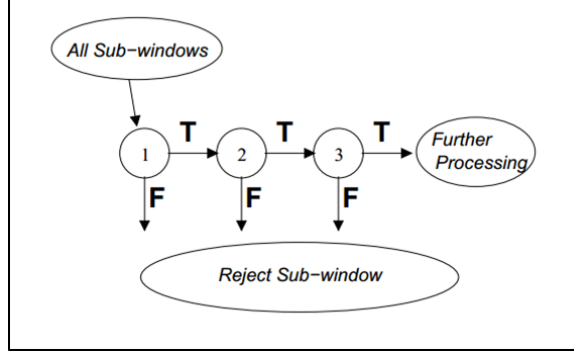 All Sub−windows
T T T
1 2 3
Further
Processing
F F F
Reject Sub−window